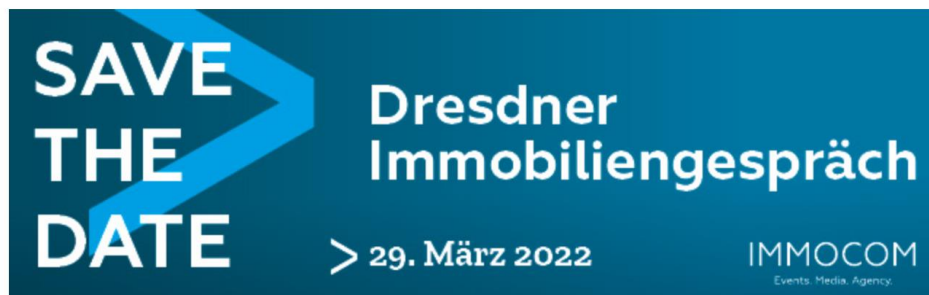 SAVE
THE
DATE
Dresdner
Immobiliengespräch
> 29. März 2022
IMMOCOM
Events. Media. Agency.